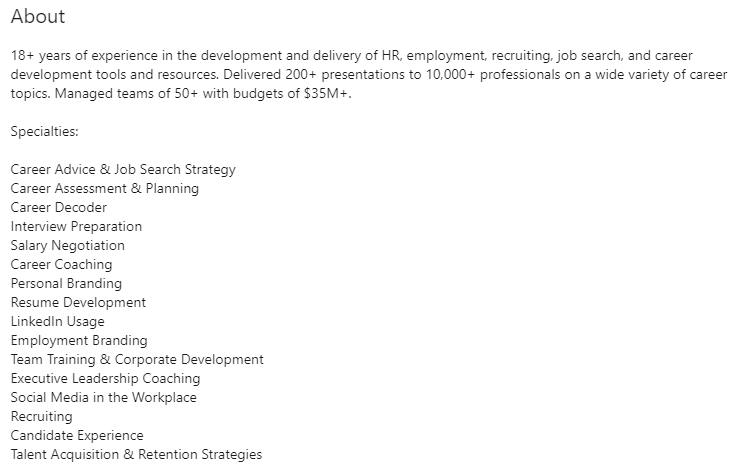 About
18+ years of experience in the development and delivery of HR, employment, recruiting, job search, and career
development tools and resources. Delivered 200+ presentations to 10,000+ professionals on a wide variety of career
topics. Managed teams of 50+ with budgets of $35M+.
Specialties:
Career Advice & Job Search Strategy
Career Assessment & Planning
Career Decoder
Interview Preparation
Salary Negotiation
Career Coaching
Personal Branding
Resume Development
LinkedIn Usage
Employment Branding
Team Training & Corporate Development
Executive Leadership Coaching
Social Media in the Workplace
Recruiting
Candidate Experience
Talent Acquisition & Retention Strategies